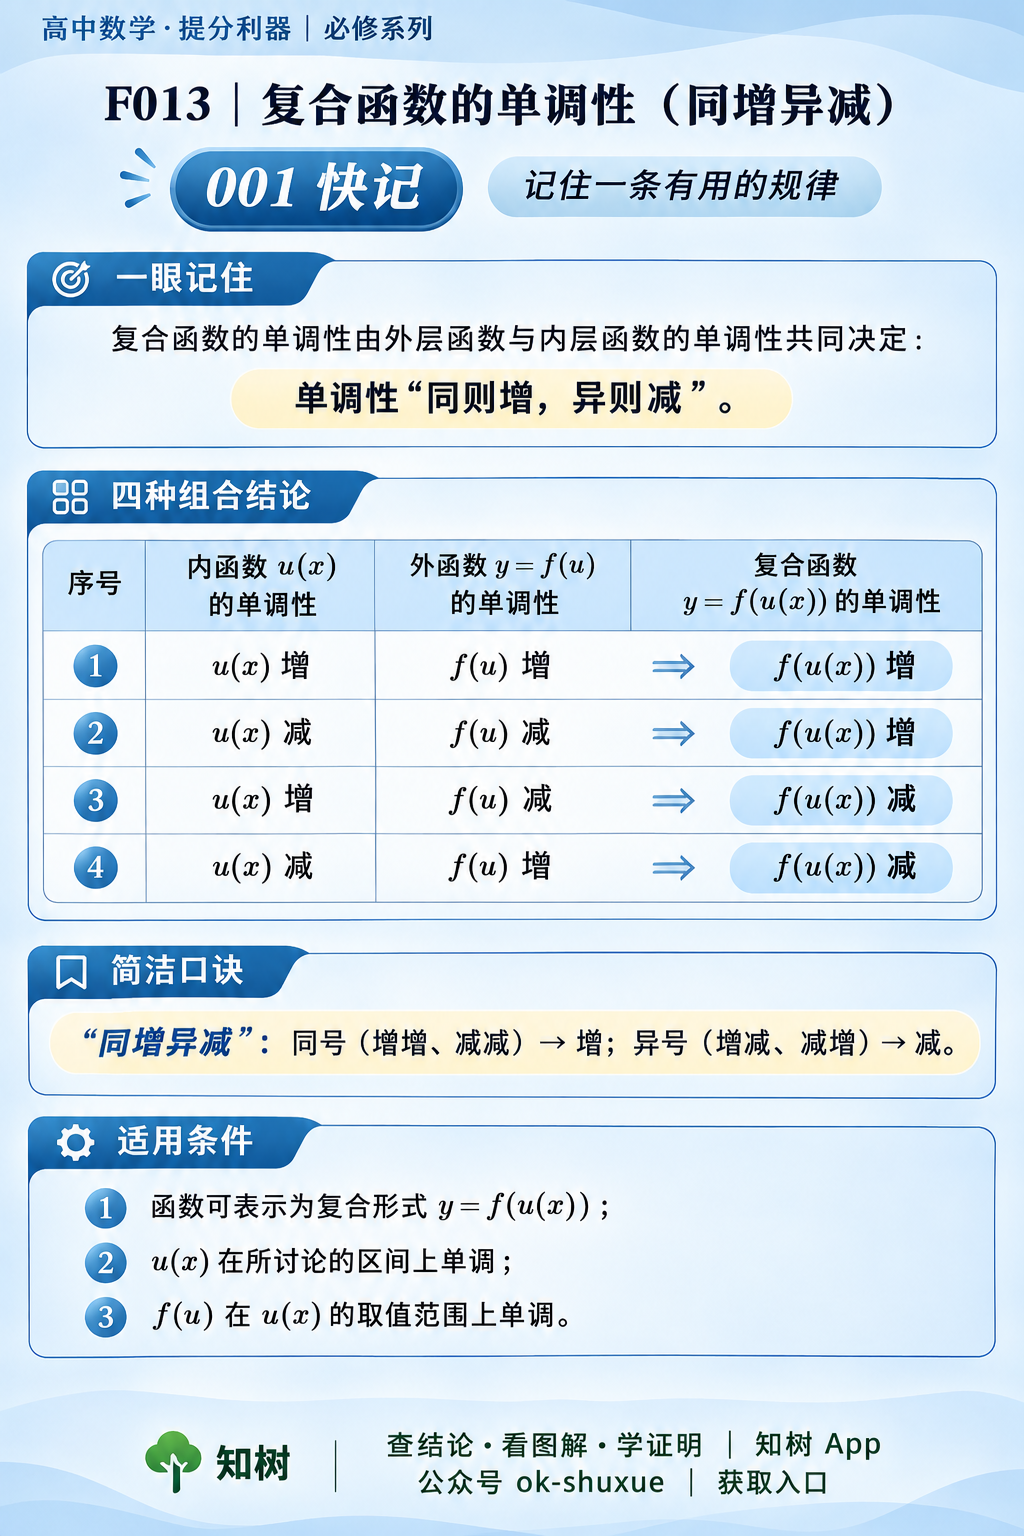 高中数学·提分利器｜必修系列
F013｜复合函数的单调性（同增异减）
001 快记
记住一条有用的规律
一眼记住
复合函数的单调性由外层函数与内层函数的单调性共同决定：
单调性“同则增，异则减”。
四种组合结论
序号 内函数 u(x) 的单调性 外函数 y=f(u) 的单调性 复合函数 y=f(u(x)) 的单调性
1 u(x) 增 f(u) 增 ⇒ f(u(x)) 增
2 u(x) 减 f(u) 减 ⇒ f(u(x)) 增
3 u(x) 增 f(u) 减 ⇒ f(u(x)) 减
4 u(x) 减 f(u) 增 ⇒ f(u(x)) 减
简洁口诀
“同增异减”：同号（增增、减减）→ 增；异号（增减、减增）→ 减。
适用条件
1 函数可表示为复合形式 y=f(u(x))；
2 u(x) 在所讨论的区间上单调；
3 f(u) 在 u(x) 的取值范围上单调。
知树
查结论·看图解·学证明｜知树 App
公众号 ok-shuxue｜获取入口